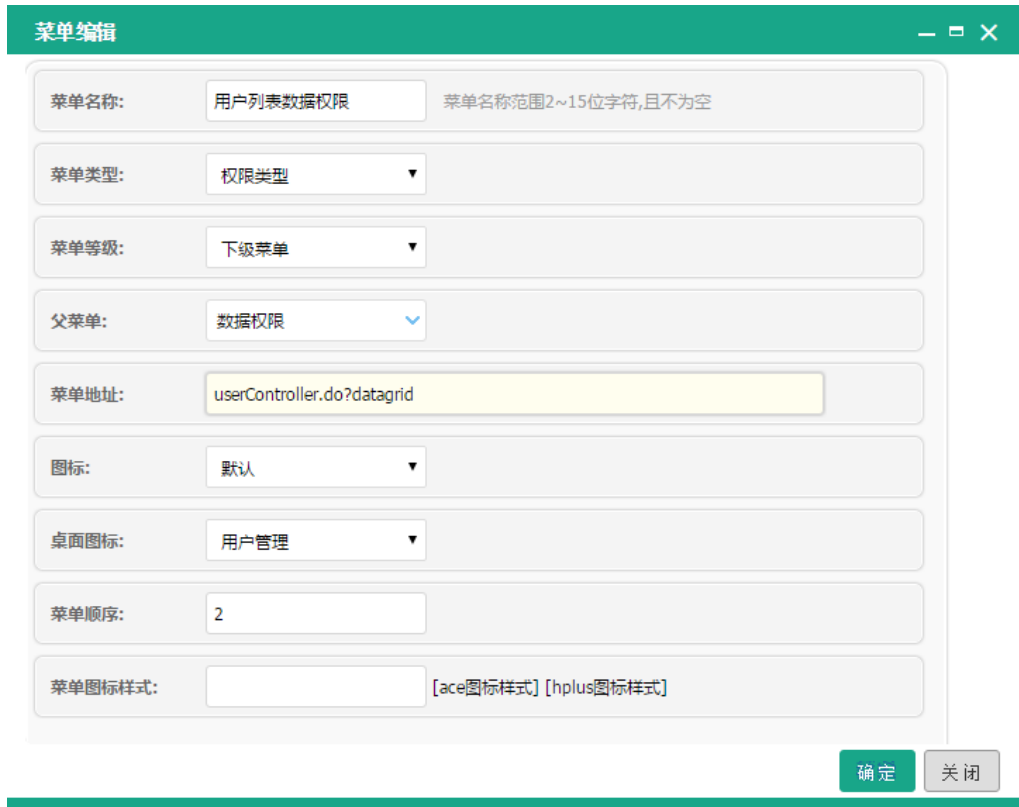 菜单编辑
菜单名称: 用户列表数据权限 菜单名称范围2~15位字符,且不为空
菜单类型: 权限类型
菜单等级: 下级菜单
父菜单: 数据权限
菜单地址: userController.do?datagrid
图标: 默认
桌面图标: 用户管理
菜单顺序: 2
菜单图标样式: [ace图标样式] [hplus图标样式]
确定 关闭